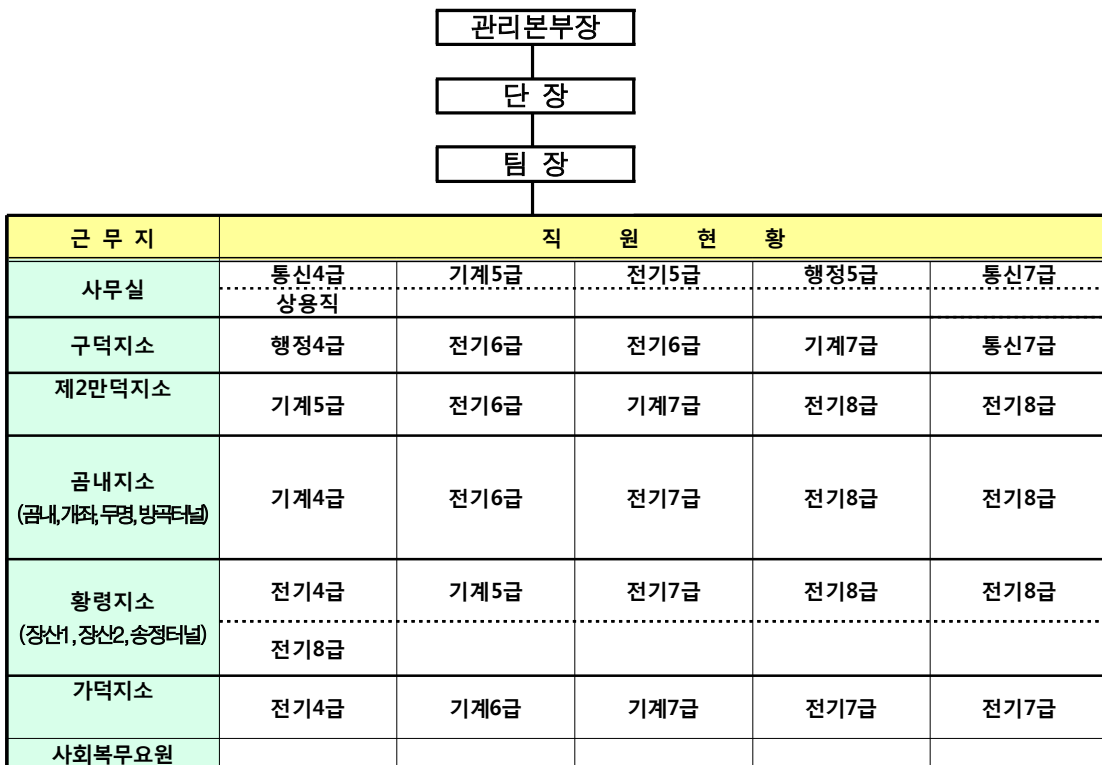 관리본부장
단 장
팀 장
근 무 지 직 원 현 황
사무실 통신4급 기계5급 전기5급 행정5급 통신7급
상용직
구덕지소 행정4급 전기6급 전기6급 기계7급 통신7급
제2만덕지소 기계5급 전기6급 기계7급 전기8급 전기8급
곰내지소
(곰내,개좌,무명,방곡터널) 기계4급 전기6급 전기7급 전기8급 전기8급
황령지소 전기4급 기계5급 전기7급 전기8급 전기8급
(장산1, 장산2, 송정터널) 전기8급
가덕지소 전기4급 기계6급 기계7급 전기7급 전기7급
사회복무요원